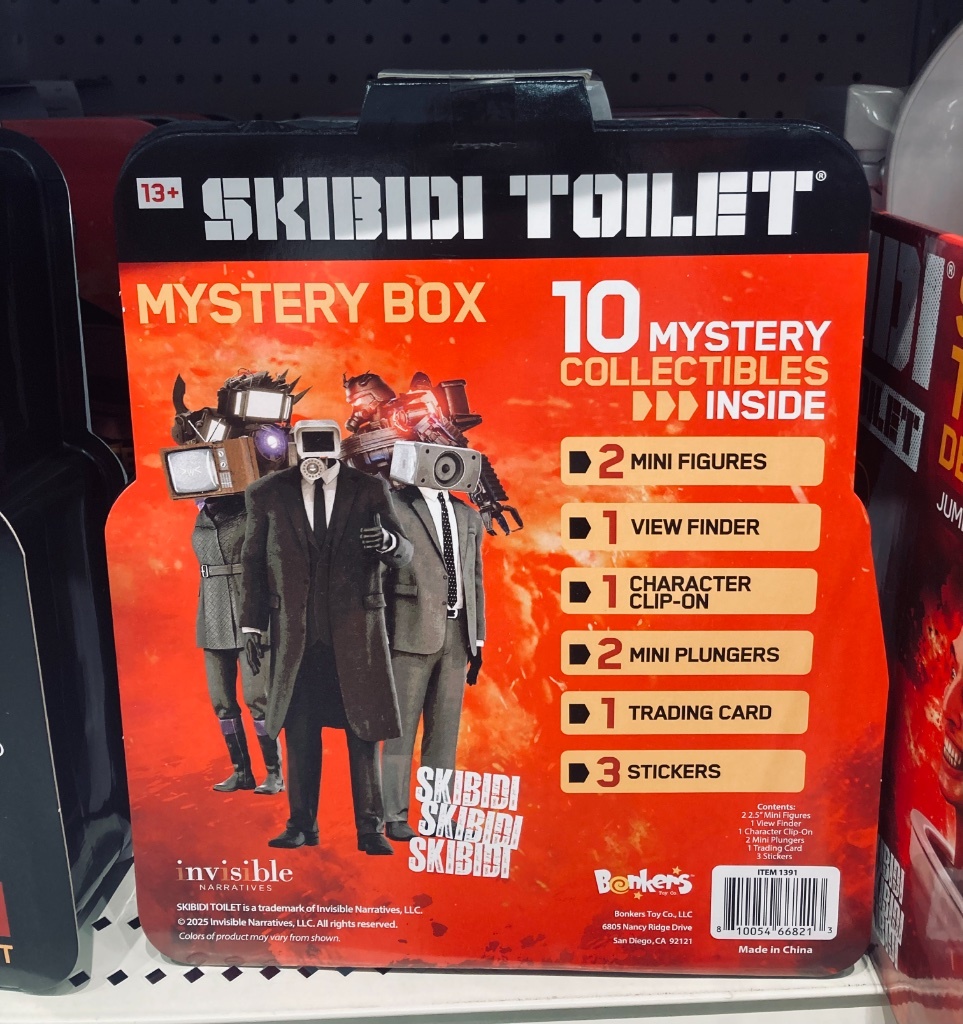 13+
SKIBIDI TOILET®
MYSTERY BOX
10 MYSTERY
COLLECTIBLES
INSIDE
2 MINI FIGURES
1 VIEW FINDER
1 CHARACTER
CLIP-ON
2 MINI PLUNGERS
1 TRADING CARD
3 STICKERS
SKIBIDI
SKIBIDI
SKIBIDI
Contents:
2 2.5" Mini Figures
1 View Finder
1 Character Clip-On
2 Mini Plungers
1 Trading Card
3 Stickers
invisible
NARRATIVES
SKIBIDI TOILET is a trademark of Invisible Narratives, LLC.
© 2025 Invisible Narratives, LLC. All rights reserved.
Colors of product may vary from shown.
Bonkers
Toy Co.
Bonkers Toy Co., LLC
6805 Nancy Ridge Drive
San Diego, CA 92121
ITEM 1391
8 10054 66821 3
Made in China